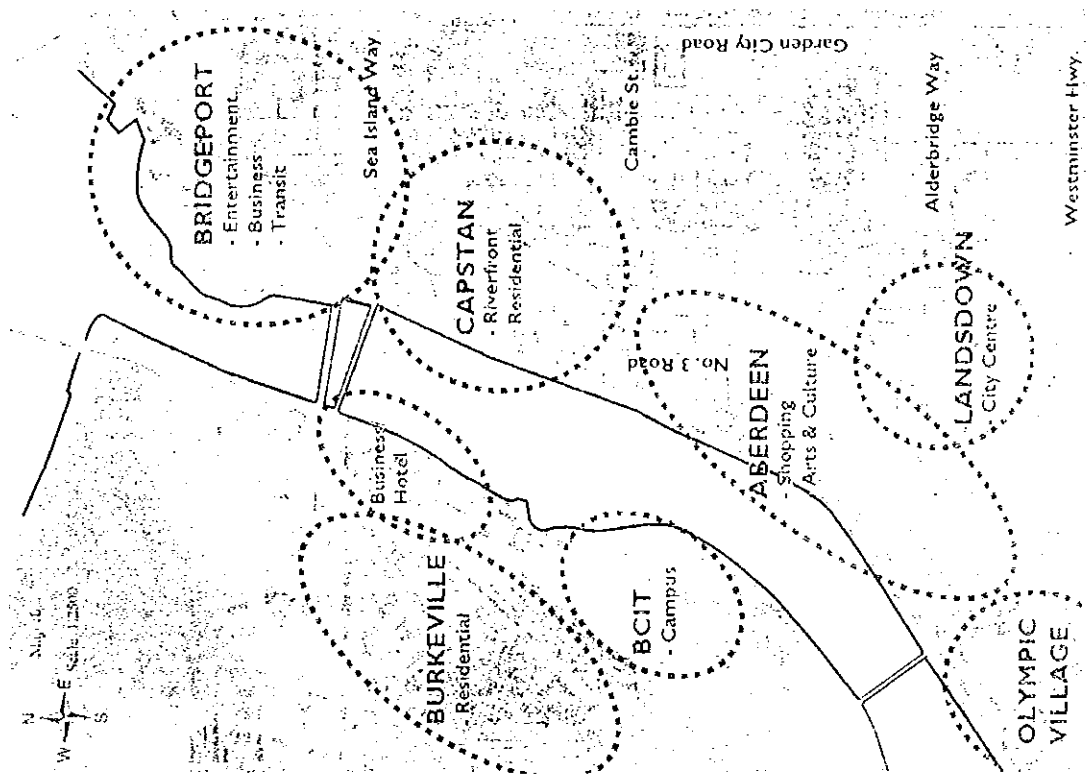 N
W E
S
BRIDGEPORT
- Entertainment
- Business
- Transit
Sea Island Way
CAPSTAN
- Riverfront
- Residential
Cambie St.
Garden City Road
No. 3 Road
Alderbridge Way
Westminster Hwy.
Business
Hotel
BURKEVILLE
- Residential
BCIT
- Campus
ABERDEEN
- Shopping
Arts & Culture
LANDSDOWN
- City Centre
OLYMPIC
VILLAGE